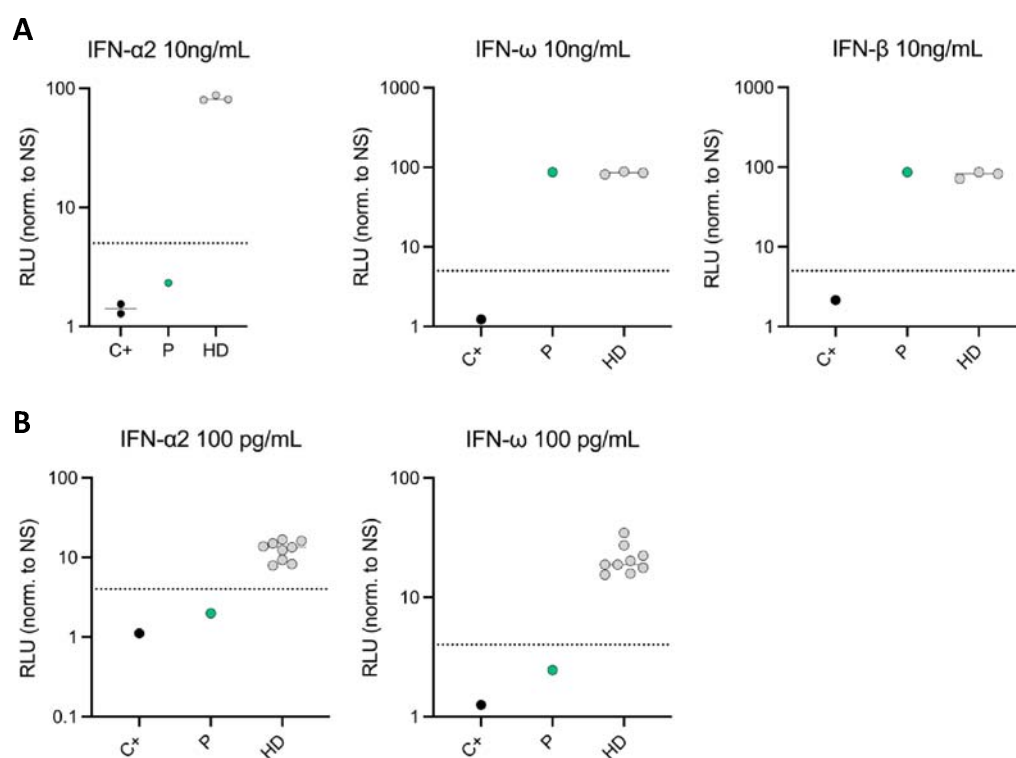 A
IFN-α2 10ng/mL
RLU (norm. to NS)
100
10
1
C+ P HD
IFN-ω 10ng/mL
RLU (norm. to NS)
1000
100
10
1
C+ P HD
IFN-β 10ng/mL
RLU (norm. to NS)
1000
100
10
1
C+ P HD
B
IFN-α2 100 pg/mL
RLU (norm. to NS)
100
10
1
0.1
C+ P HD
IFN-ω 100 pg/mL
RLU (norm. to NS)
100
10
1
C+ P HD